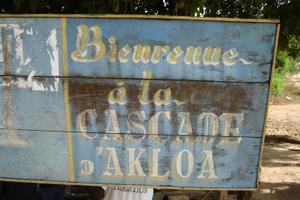 Bienvenue
à la
CASCADE
D'AKLOA